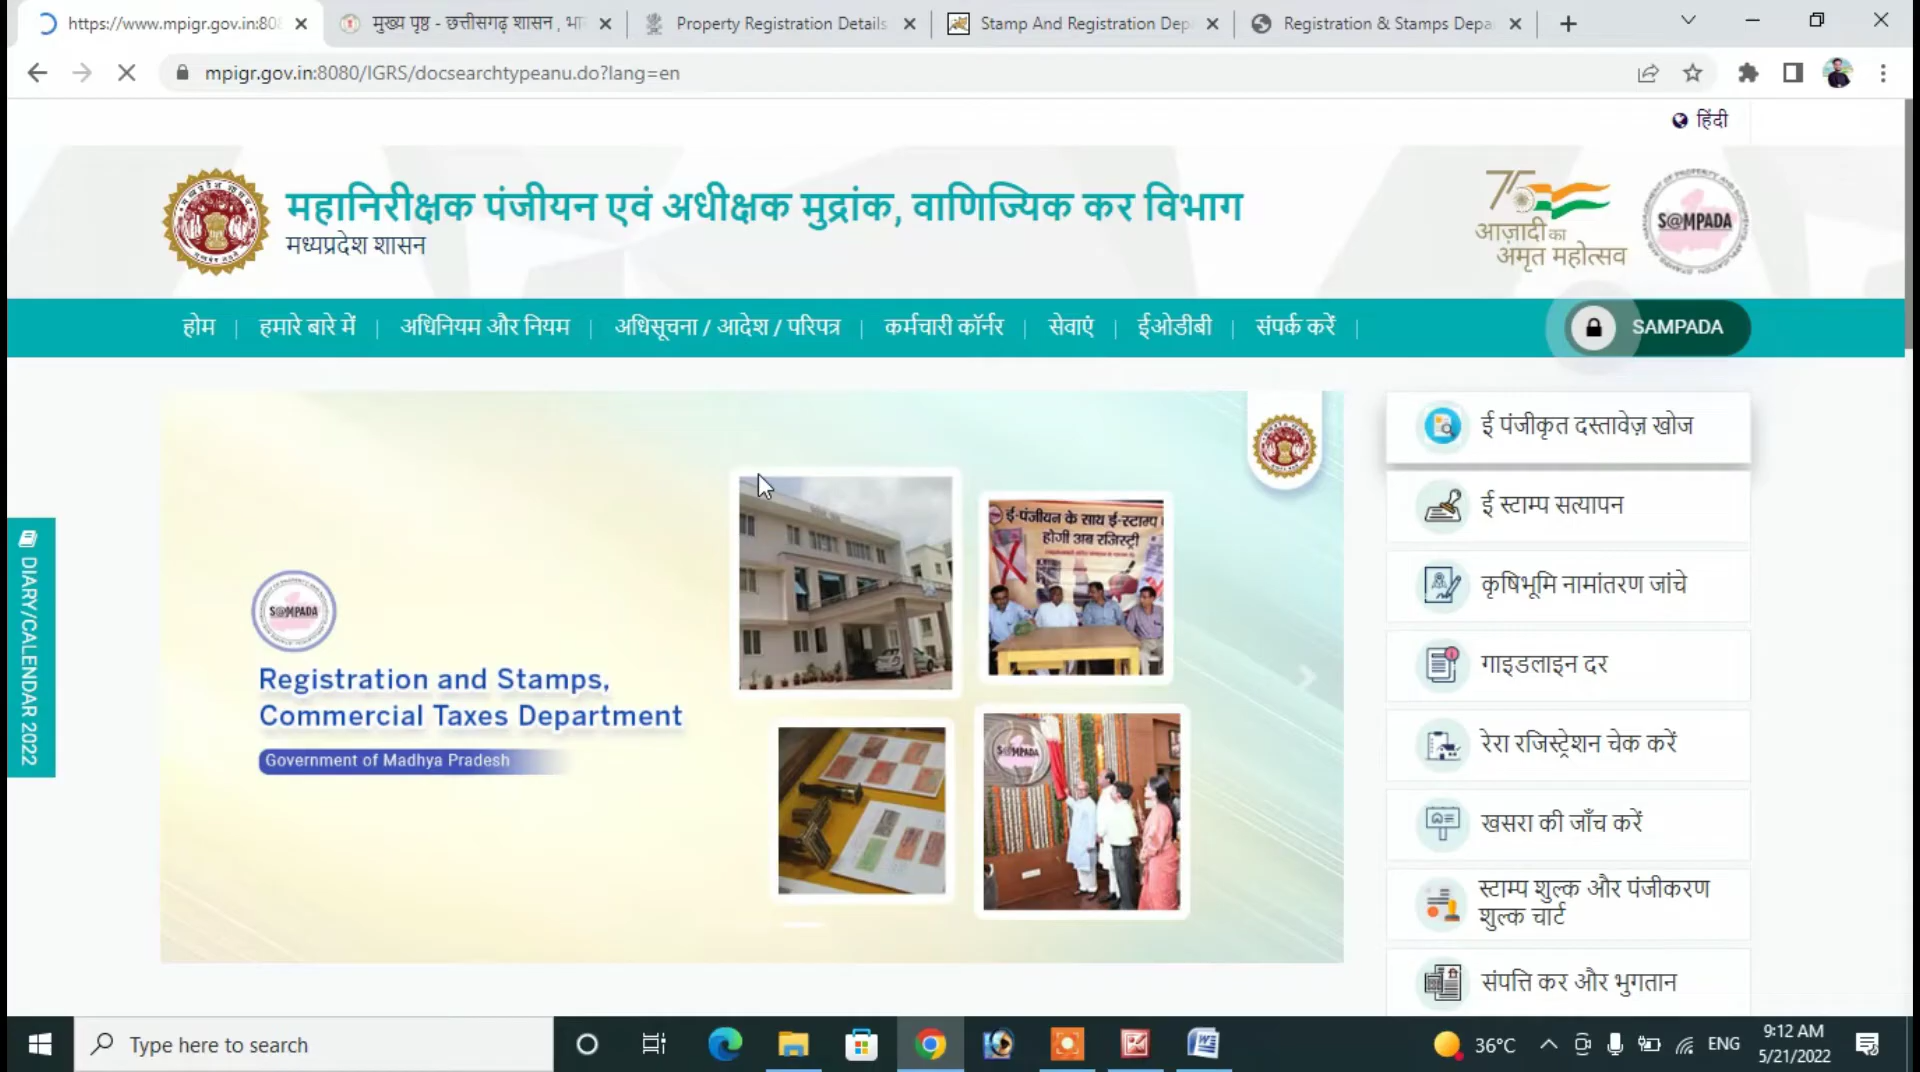 https://www.mpigr.gov.in:808
मुख्य पृष्ठ - छत्तीसगढ़ शासन , भा
Property Registration Details
Stamp And Registration Dep
Registration & Stamps Depa
mpigr.gov.in:8080/IGRS/docsearchtypeanu.do?lang=en
हिंदी
महानिरीक्षक पंजीयन एवं अधीक्षक मुद्रांक, वाणिज्यिक कर विभाग
मध्यप्रदेश शासन
75
आज़ादी का
अमृत महोत्सव
S@MPADA
होम
हमारे बारे में
अधिनियम और नियम
अधिसूचना / आदेश / परिपत्र
कर्मचारी कॉर्नर
सेवाएं
ईओडीबी
संपर्क करें
SAMPADA
ई पंजीकृत दस्तावेज़ खोज
ई स्टाम्प सत्यापन
कृषिभूमि नामांतरण जांचे
गाइडलाइन दर
रेरा रजिस्ट्रेशन चेक करें
खसरा की जाँच करें
स्टाम्प शुल्क और पंजीकरण
शुल्क चार्ट
संपत्ति कर और भुगतान
DIARY/CALENDAR 2022
S@MPADA
Registration and Stamps,
Commercial Taxes Department
Government of Madhya Pradesh
ई-पंजीयन के साथ ई-स्टाम्प
होगी अब रजिस्ट्री
S@MPADA
Type here to search
36°C
ENG
9:12 AM
5/21/2022